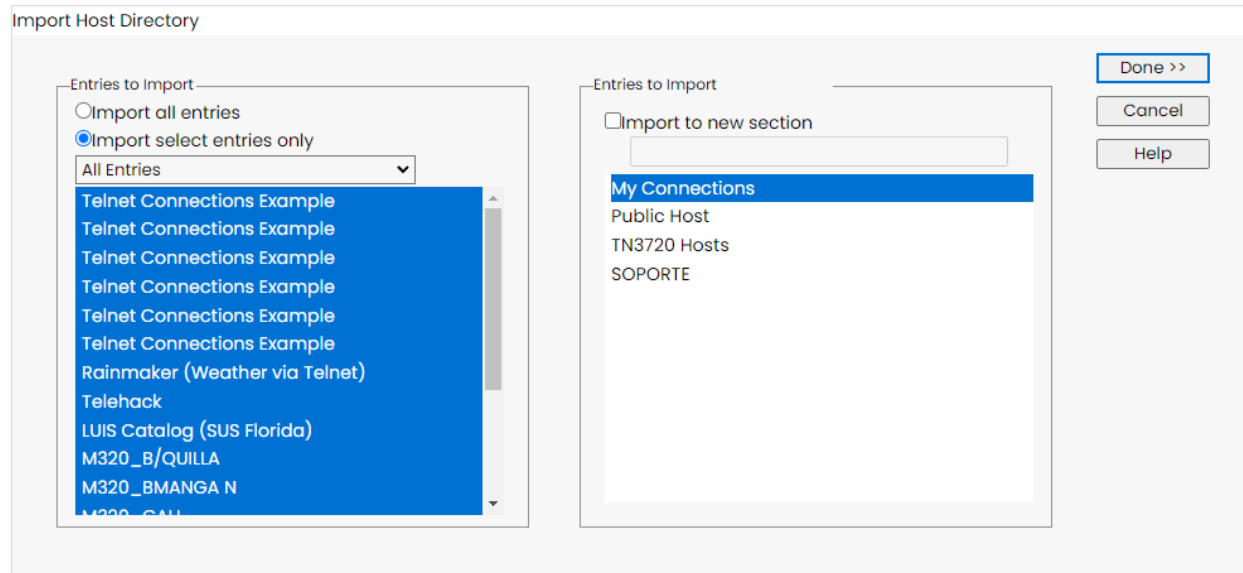 Import Host Directory
Entries to Import
Import all entries
Import select entries only
All Entries
Telnet Connections Example
Telnet Connections Example
Telnet Connections Example
Telnet Connections Example
Telnet Connections Example
Telnet Connections Example
Rainmaker (Weather via Telnet)
Telehack
LUIS Catalog (SUS Florida)
M320_B/QUILLA
M320_BMANGA N
M320_CALI
Entries to Import
Import to new section
My Connections
Public Host
TN3720 Hosts
SOPORTE
Done >>
Cancel
Help